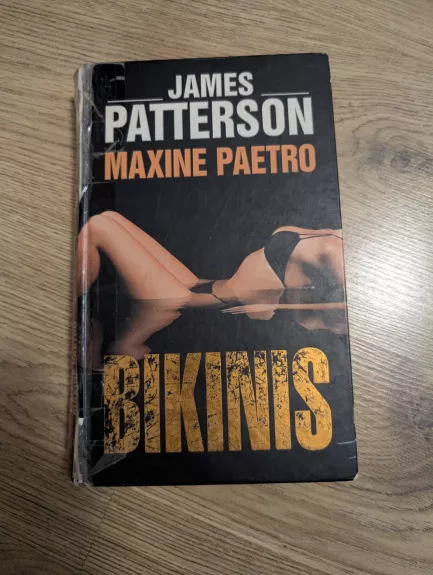 JAMES
PATTERSON
MAXINE PAETRO
BIKINIS